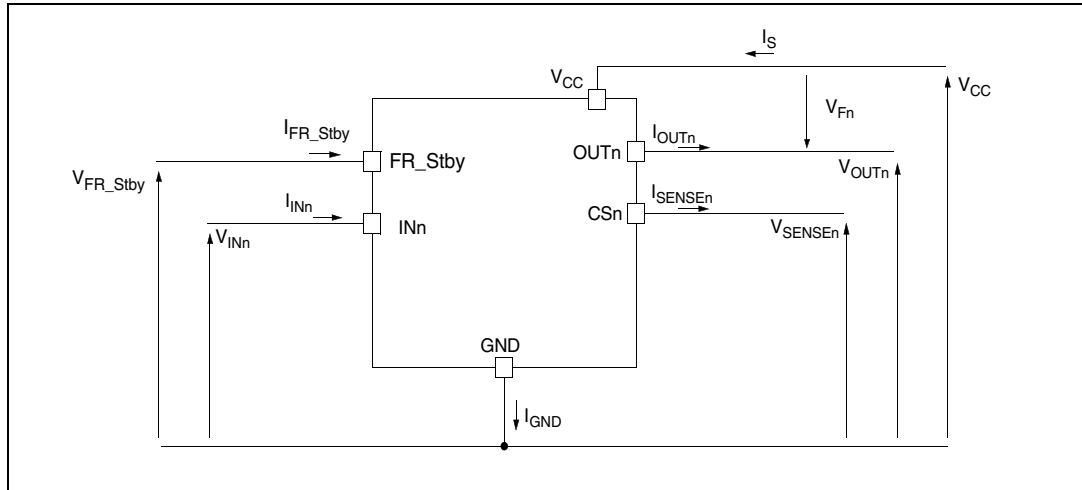 I_S
V_CC
V_CC
V_Fn
I_FR_Stby
I_OUTn
FR_Stby
OUTn
V_FR_Stby
V_OUTn
I_INn
I_SENSEn
INn
CSn
V_INn
V_SENSEn
GND
I_GND